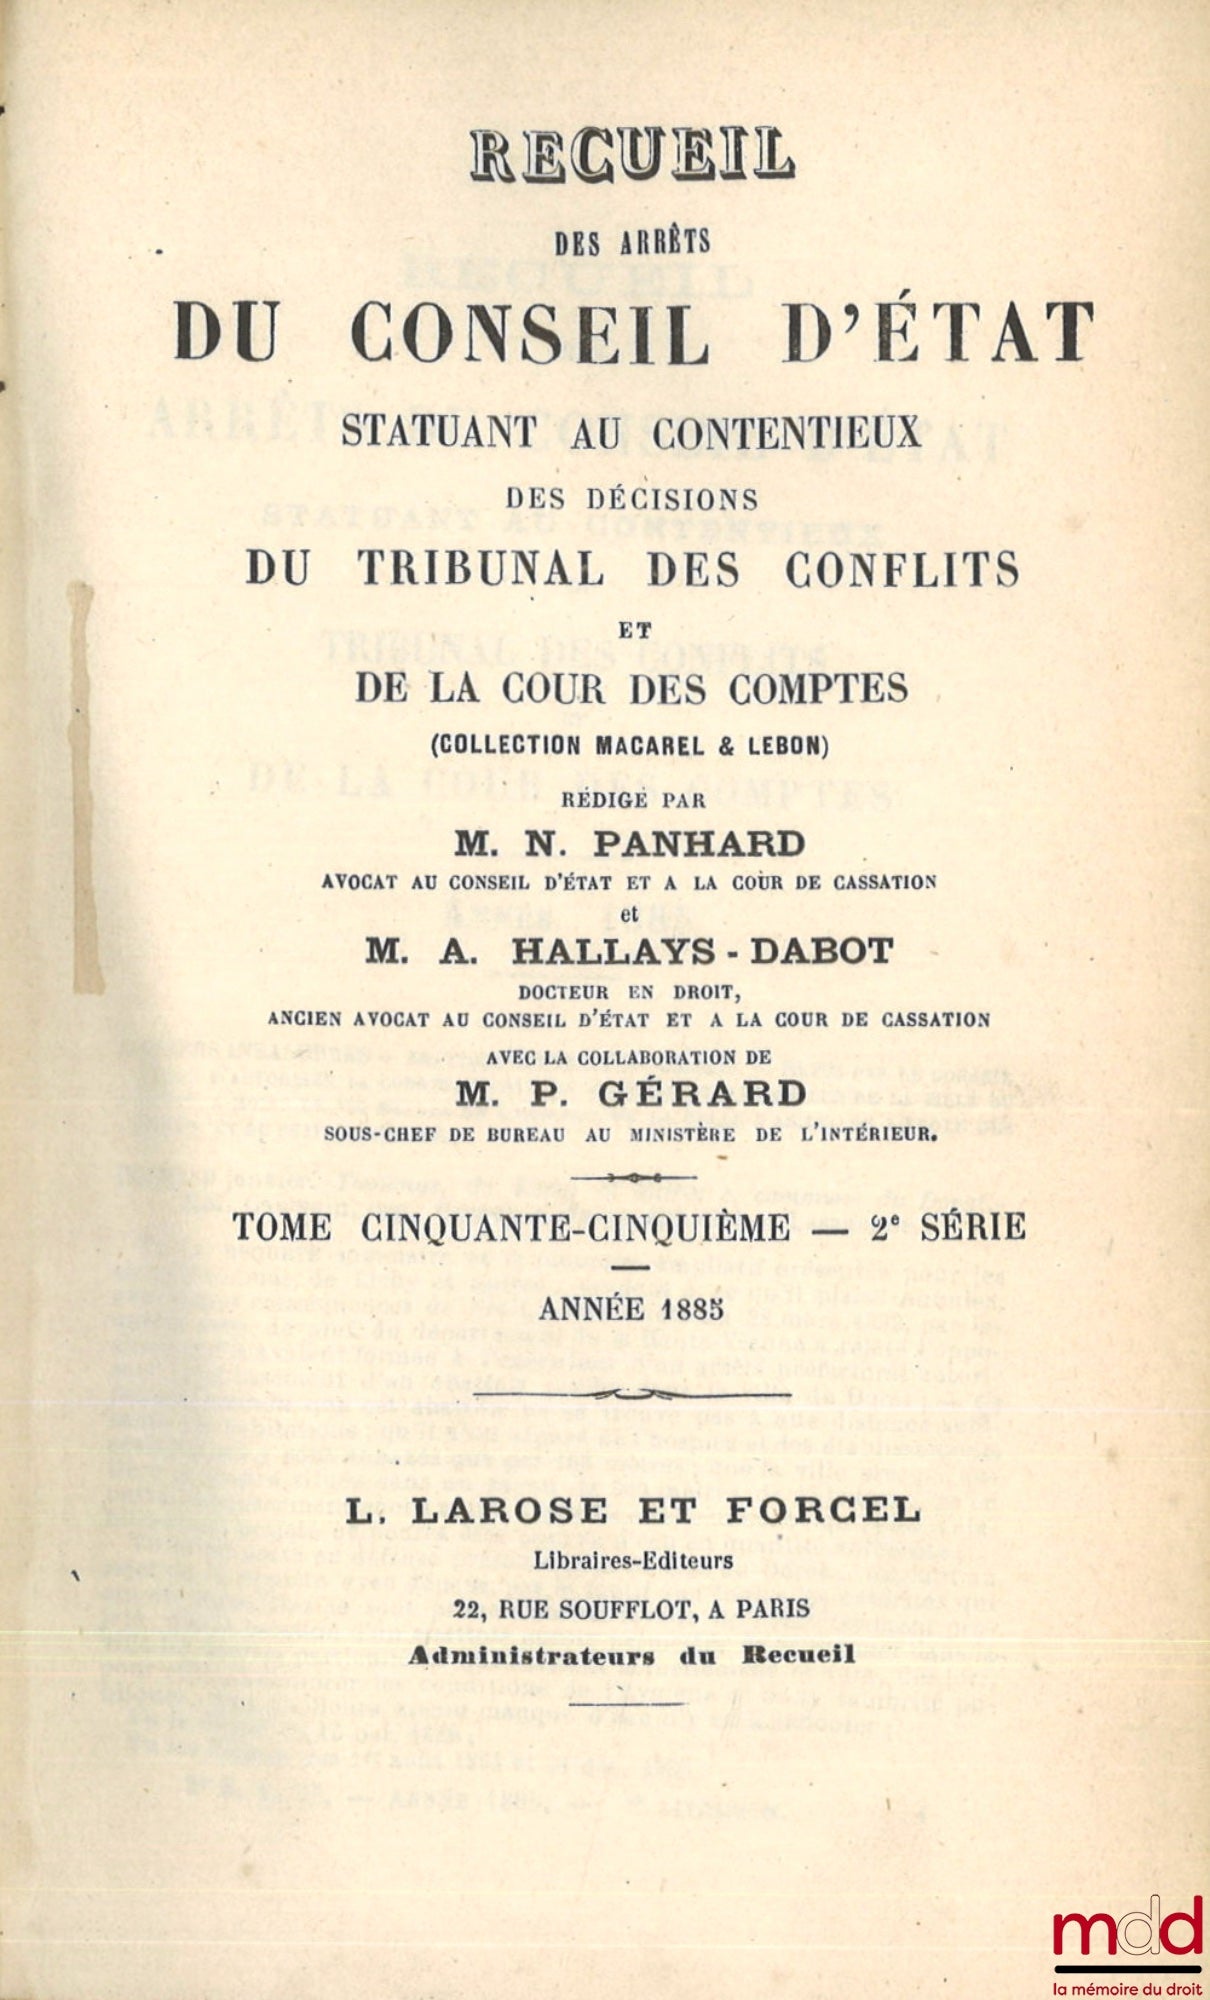 RECUEIL
DES ARRÊTS
DU CONSEIL D'ÉTAT
STATUANT AU CONTENTIEUX
DES DÉCISIONS
DU TRIBUNAL DES CONFLITS
ET
DE LA COUR DES COMPTES
(COLLECTION MACAREL & LEBON)
RÉDIGÉ PAR
M. N. PANHARD
AVOCAT AU CONSEIL D'ÉTAT ET A LA COUR DE CASSATION
et
M. A. HALLAYS-DABOT
DOCTEUR EN DROIT,
ANCIEN AVOCAT AU CONSEIL D'ÉTAT ET A LA COUR DE CASSATION
AVEC LA COLLABORATION DE
M. P. GÉRARD
SOUS-CHEF DE BUREAU AU MINISTÈRE DE L'INTÉRIEUR.
TOME CINQUANTE-CINQUIÈME — 2e SÉRIE
ANNÉE 1885
L. LAROSE ET FORCEL
Libraires-Editeurs
22, RUE SOUFFLOT, A PARIS
Administrateurs du Recueil
mdd
la mémoire du droit